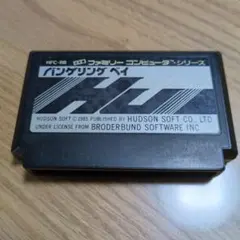 HFC-BB ファミリー コンピュータ・シリーズ
バンゲリング ベイ
HUDSON SOFT © 1985 PUBLISHED BY HUDSON SOFT CO., LTD.
UNDER LICENSE FROM BRODERBUND SOFTWARE INC